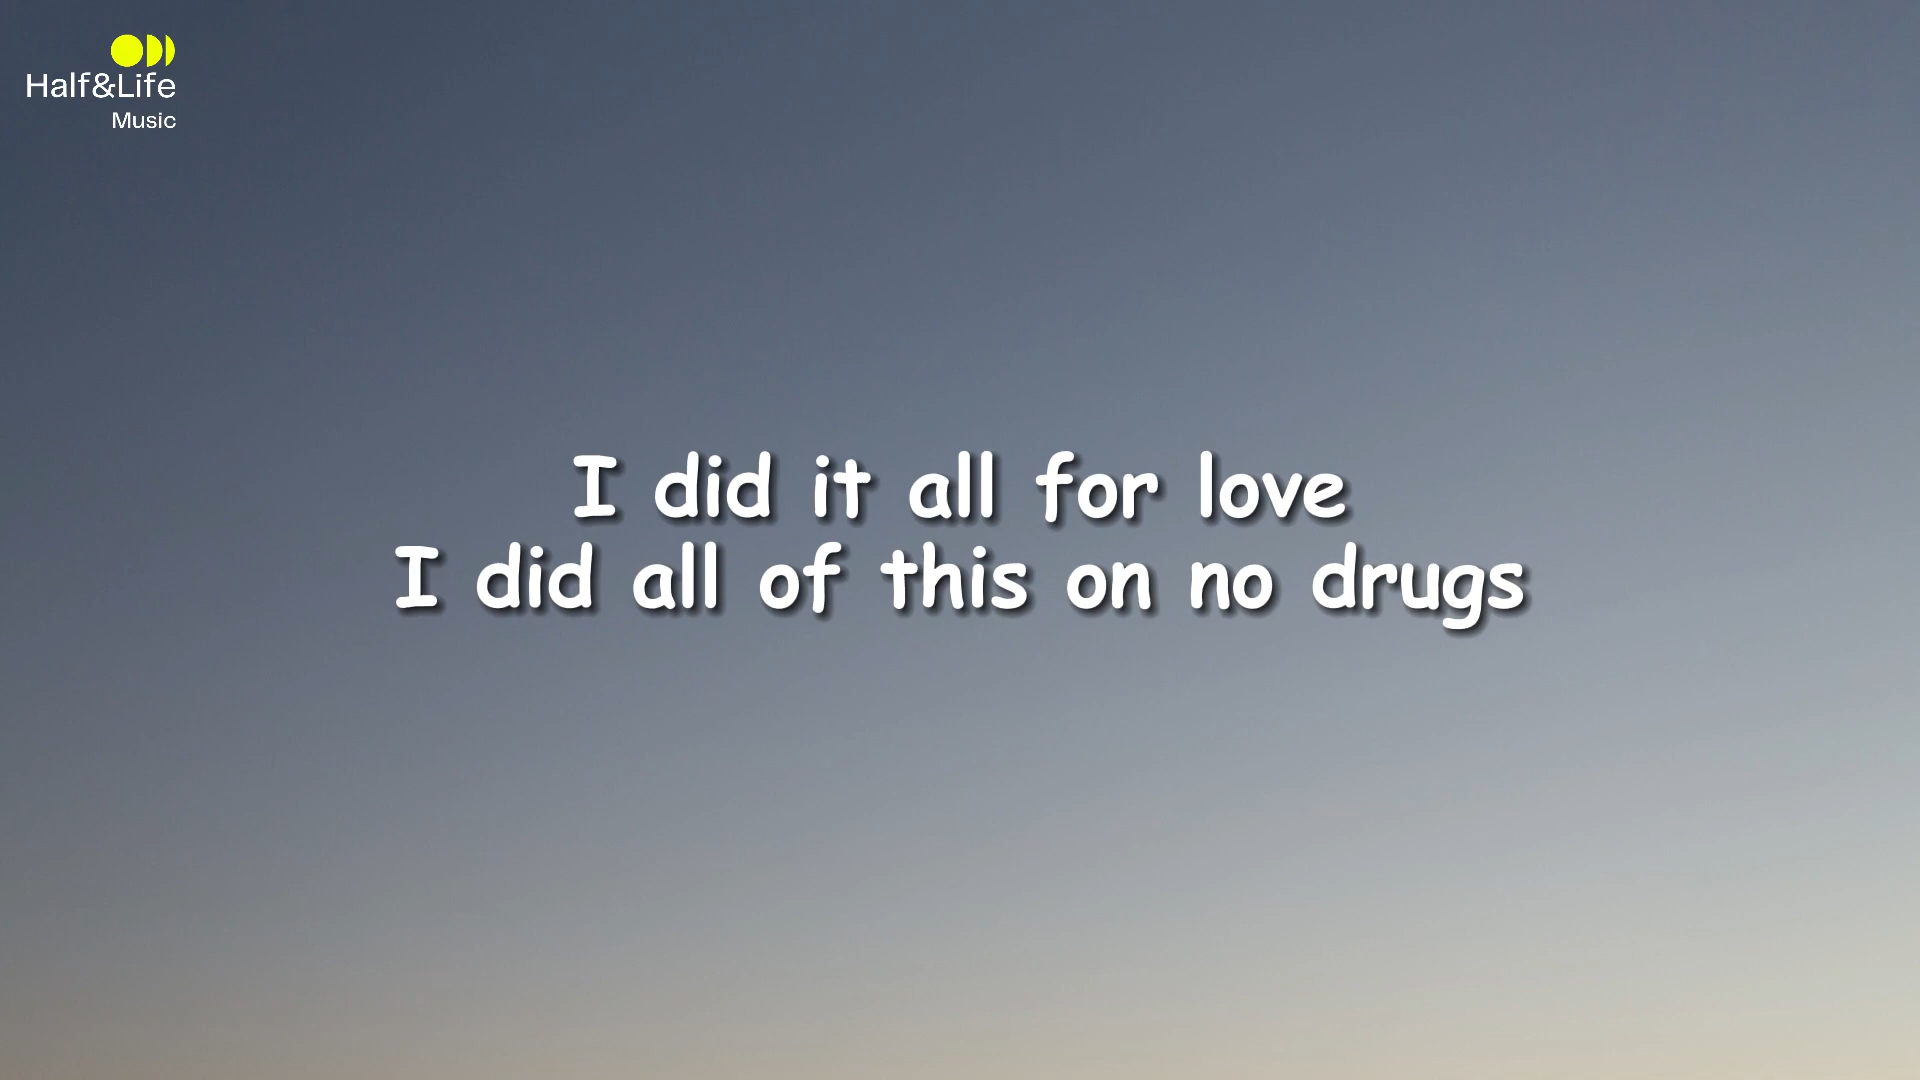 Half&Life
Music
I did it all for love
I did all of this on no drugs